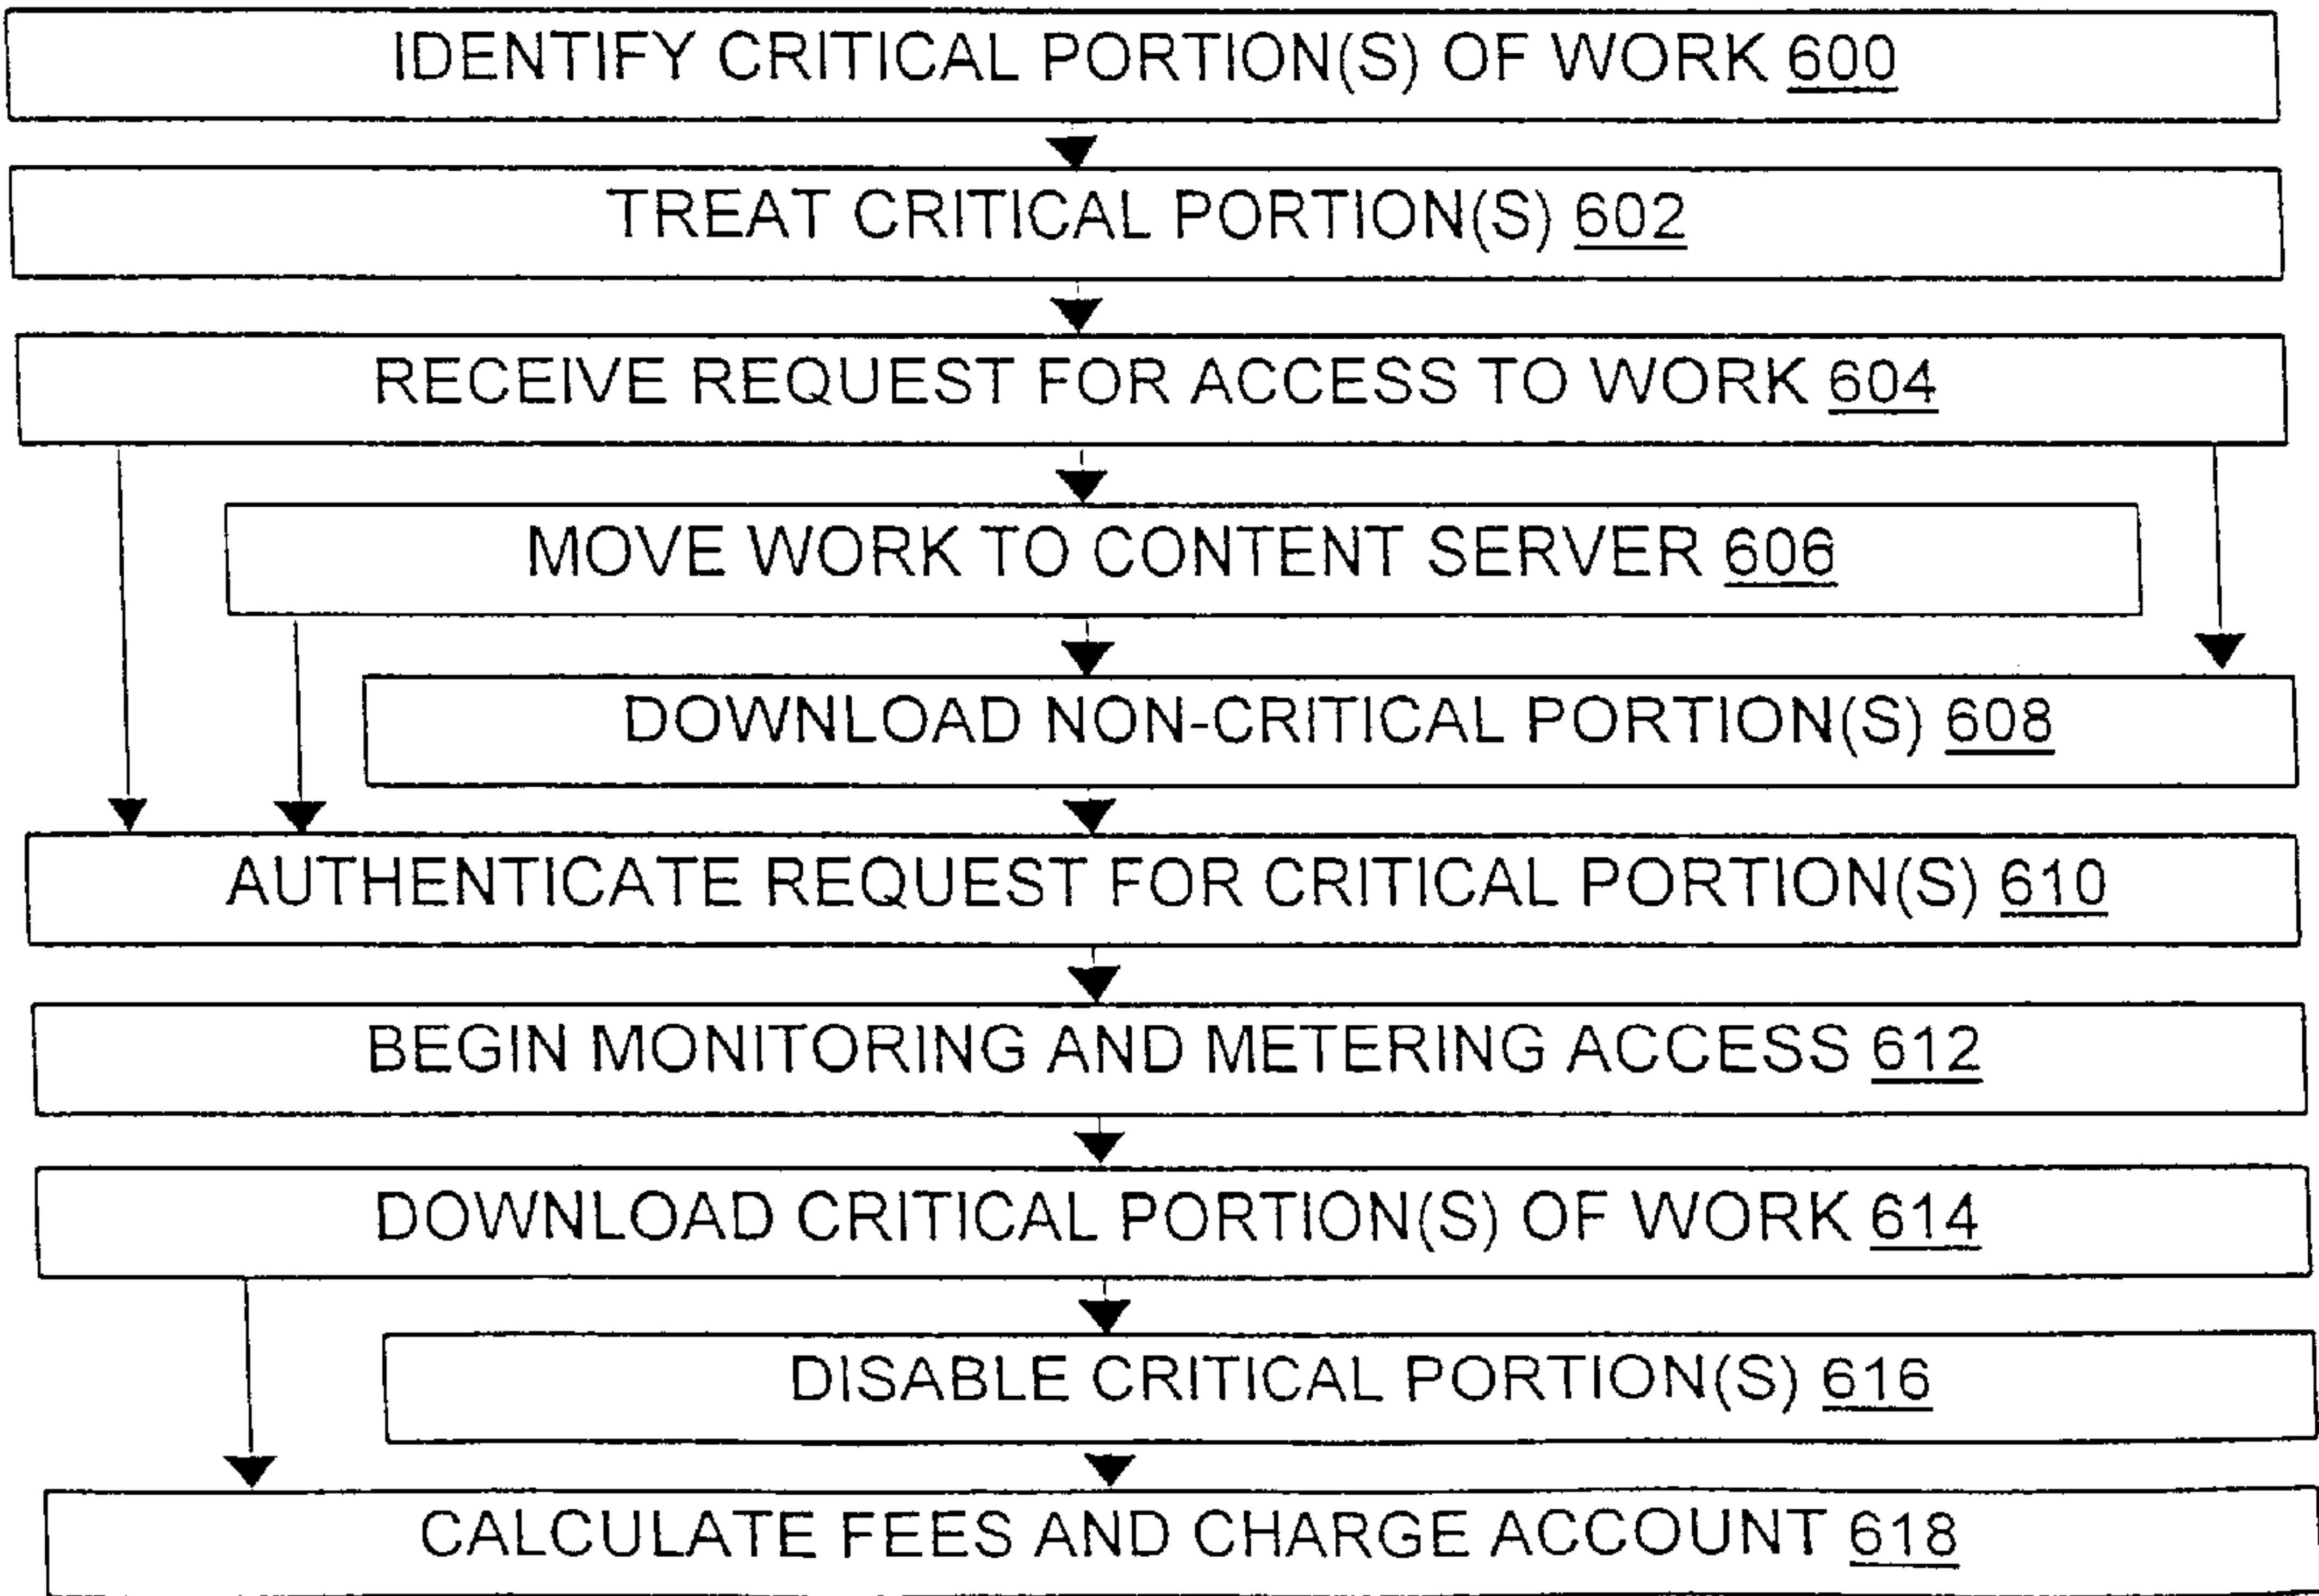 IDENTIFY CRITICAL PORTION(S) OF WORK 600
TREAT CRITICAL PORTION(S) 602
RECEIVE REQUEST FOR ACCESS TO WORK 604
MOVE WORK TO CONTENT SERVER 606
DOWNLOAD NON-CRITICAL PORTION(S) 608
AUTHENTICATE REQUEST FOR CRITICAL PORTION(S) 610
BEGIN MONITORING AND METERING ACCESS 612
DOWNLOAD CRITICAL PORTION(S) OF WORK 614
DISABLE CRITICAL PORTION(S) 616
CALCULATE FEES AND CHARGE ACCOUNT 618